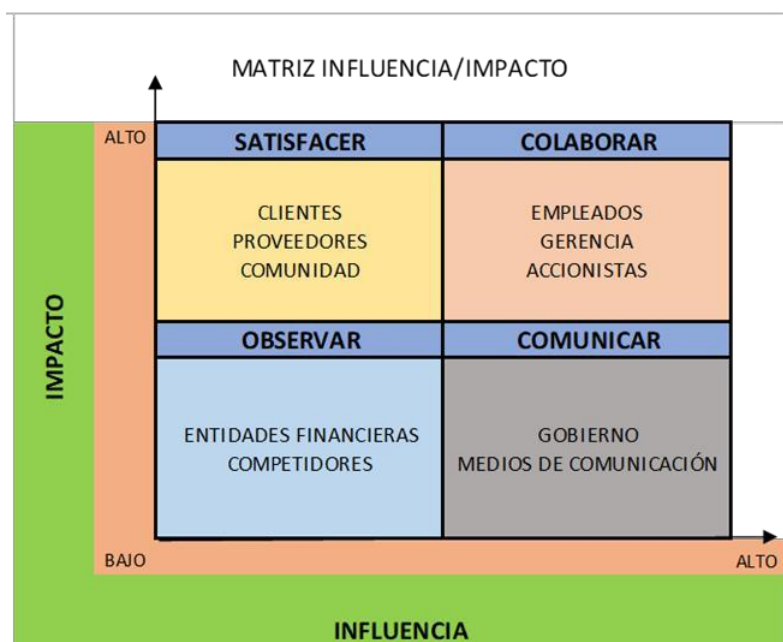 MATRIZ INFLUENCIA/IMPACTO
ALTO
SATISFACER
COLABORAR
CLIENTES
PROVEEDORES
COMUNIDAD
EMPLEADOS
GERENCIA
ACCIONISTAS
IMPACTO
OBSERVAR
COMUNICAR
ENTIDADES FINANCIERAS
COMPETIDORES
GOBIERNO
MEDIOS DE COMUNICACIÓN
BAJO
ALTO
INFLUENCIA